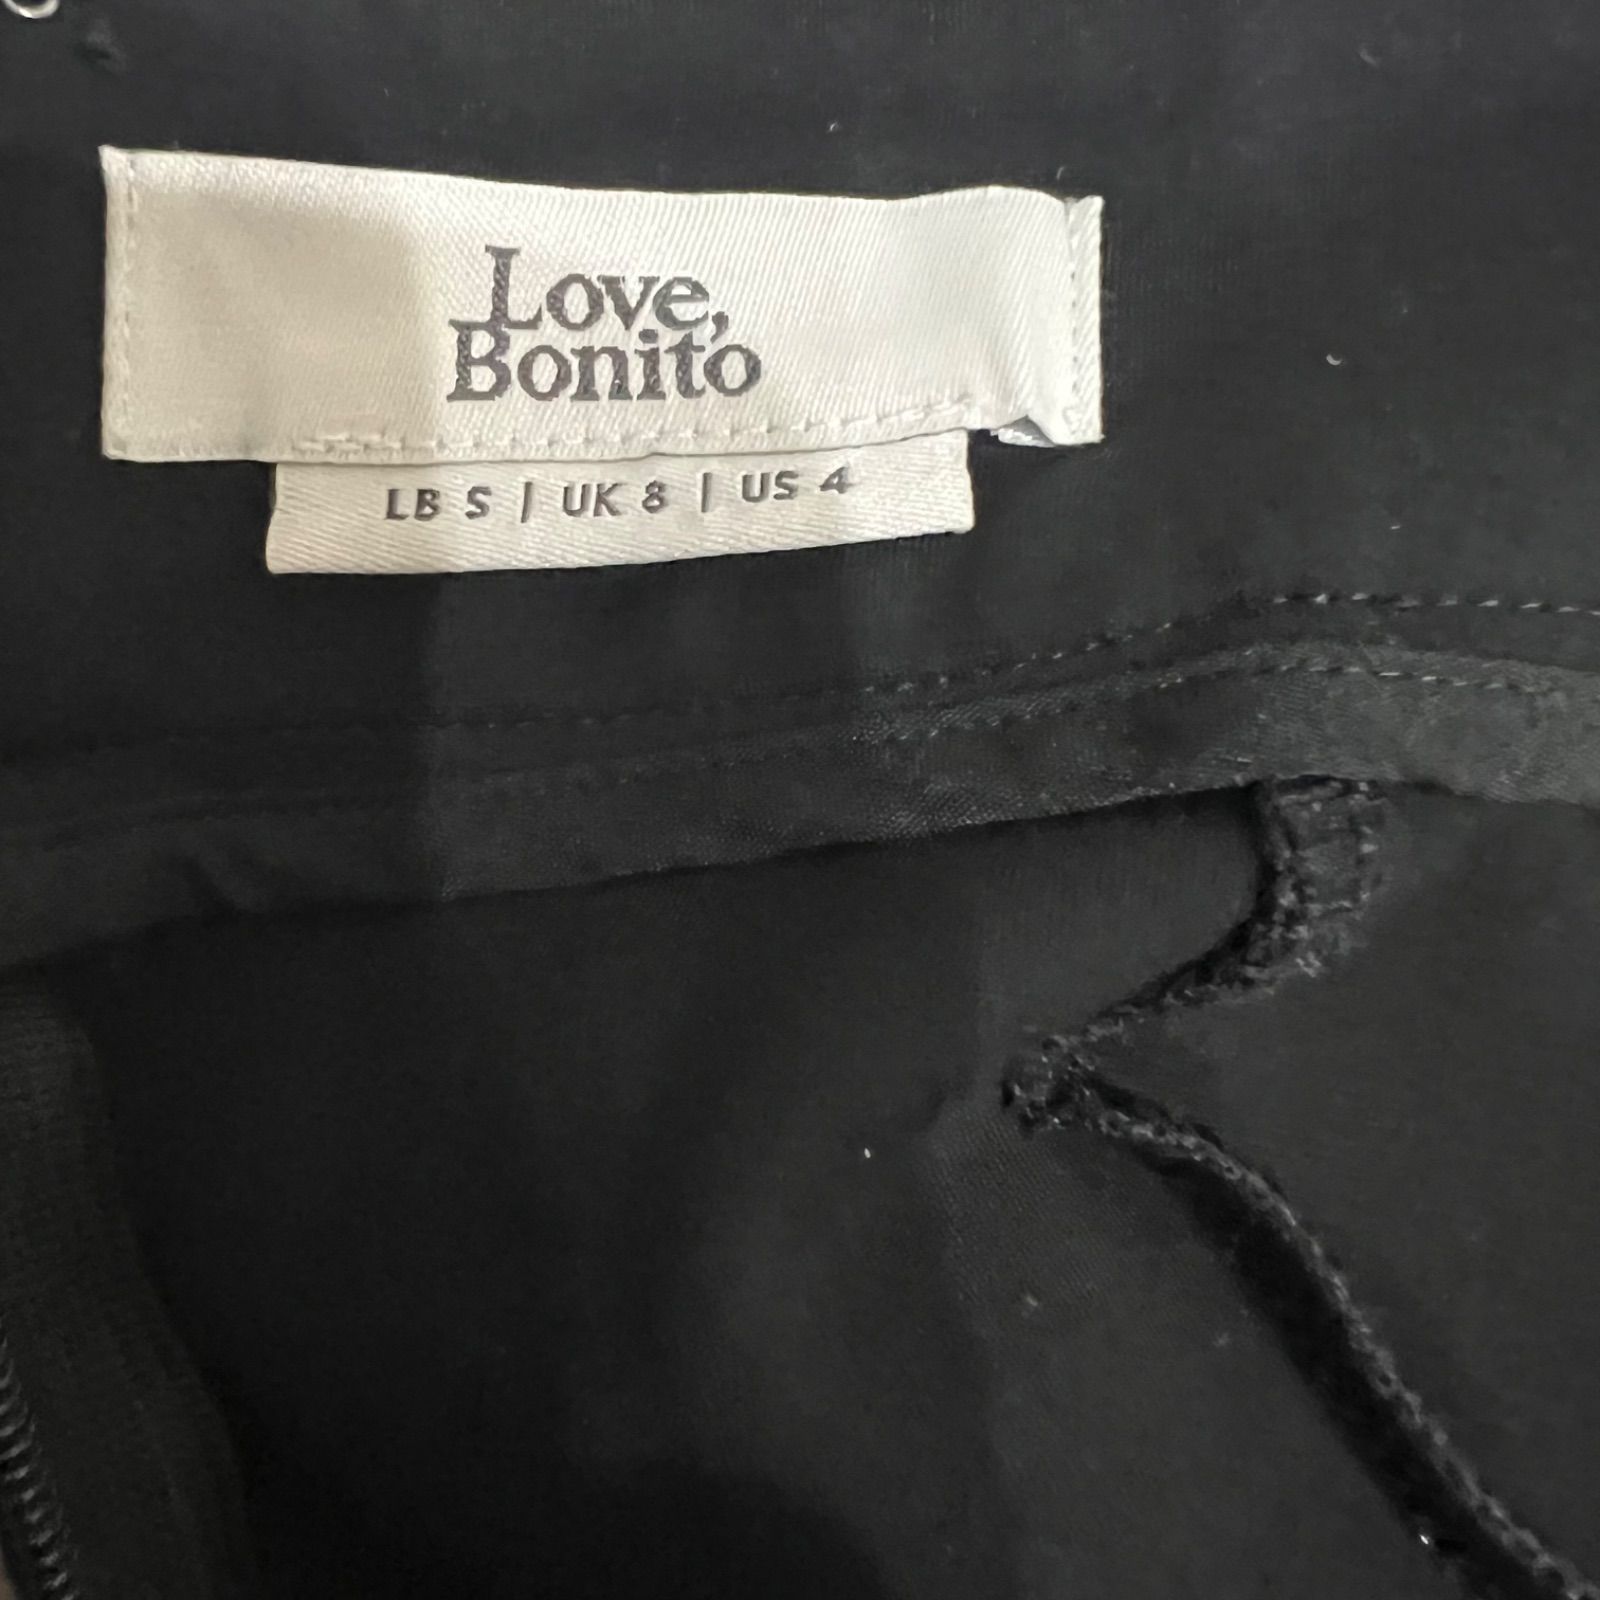 Love,
Bonito
LB S | UK 8 | US 4